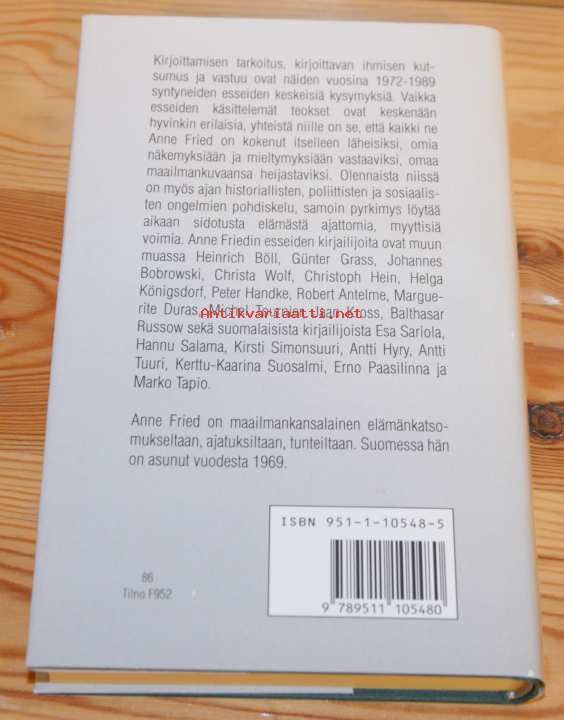 Kirjoittamisen tarkoitus, kirjoittavan ihmisen kut-
sumus ja vastuu ovat näiden vuosina 1972-1989
syntyneiden esseiden keskeisiä kysymyksiä. Vaikka
esseiden käsittelemät teokset ovat keskenään
hyvinkin erilaisia, yhteistä niille on se, että kaikki ne
Anne Fried on kokenut itselleen läheisiksi, omia
näkemyksiään ja mieltymyksiään vastaaviksi, omaa
maailmankuvaansa heijastaviksi. Olennaista niissä
on myös ajan historiallisten, poliittisten ja sosiaalis-
ten ongelmien pohdiskelu, samoin pyrkimys löytää
aikaan sidotusta elämästä ajattomia, myyttisiä
voimia. Anne Friedin esseiden kirjailijoita ovat muun
muassa Heinrich Böll, Günter Grass, Johannes
Bobrowski, Christa Wolf, Christoph Hein, Helga
Königsdorf, Peter Handke, Robert Antelme, Margue-
rite Duras, Michel Tournier, Jaan Kross, Balthasar
Antikvariaatti.net
Russow sekä suomalaisista kirjailijoista Esa Sariola,
Hannu Salama, Kirsti Simonsuuri, Antti Hyry, Antti
Tuuri, Kerttu-Kaarina Suosalmi, Erno Paasilinna ja
Marko Tapio.
Anne Fried on maailmankansalainen elämänkatso-
mukseltaan, ajatuksiltaan, tunteiltaan. Suomessa hän
on asunut vuodesta 1969.
ISBN 951-1-10548-5
86
Tilno F952
9 789511 105480